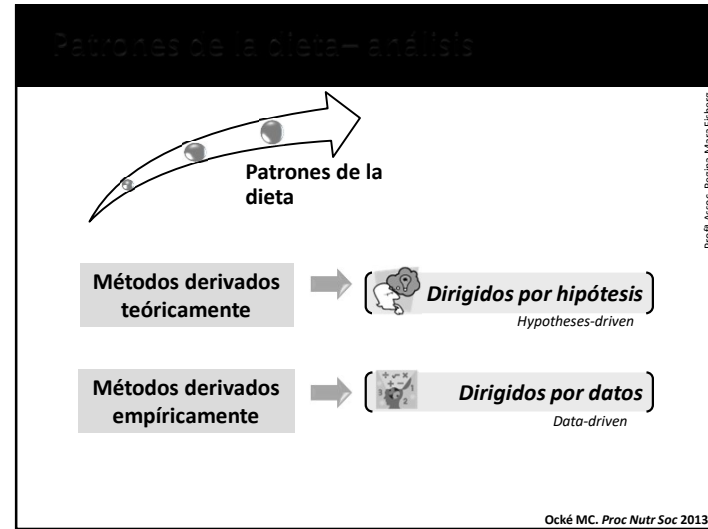 Patrones de la dieta– análisis
Patrones de la
dieta
Métodos derivados
teóricamente
Dirigidos por hipótesis
Hypotheses-driven
Métodos derivados
empíricamente
Dirigidos por datos
Data-driven
Ocké MC. Proc Nutr Soc 2013